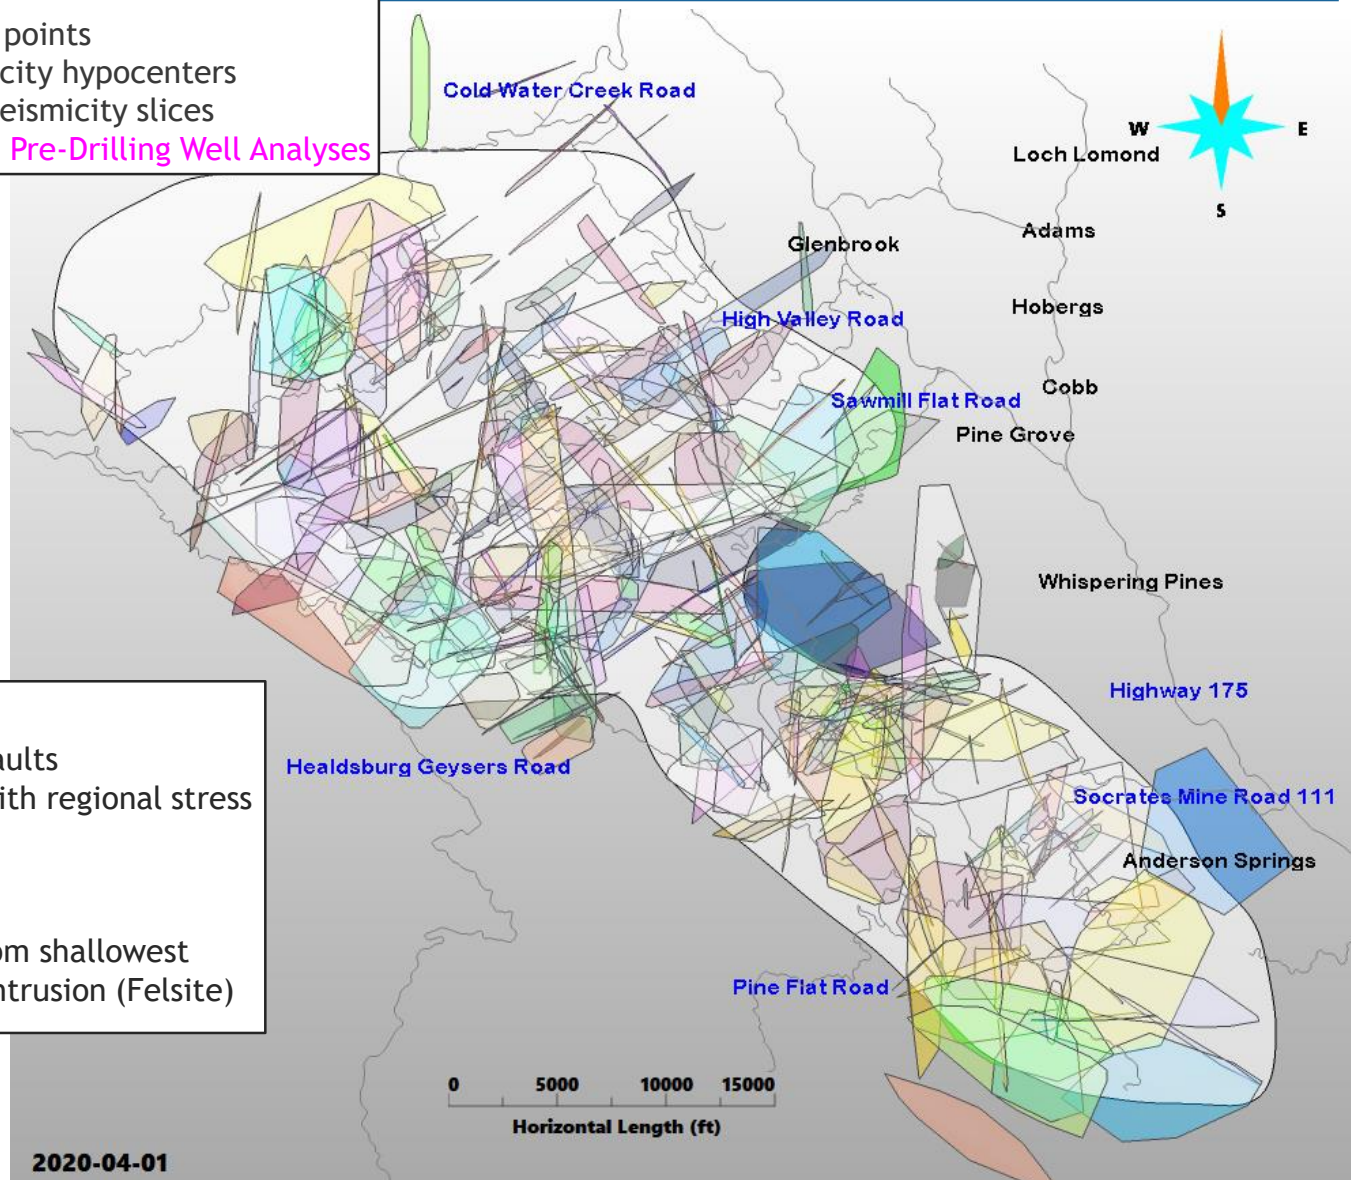 points
city hypocenters
eismicity slices
Pre-Drilling Well Analyses
Cold Water Creek Road
W
E
S
Loch Lomond
Adams
Glenbrook
Hobergs
High Valley Road
Cobb
Sawmill Flat Road
Pine Grove
Whispering Pines
Highway 175
aults
ith regional stress
Healdsburg Geysers Road
Socrates Mine Road 111
Anderson Springs
om shallowest
ntrusion (Felsite)
Pine Flat Road
0 5000 10000 15000
Horizontal Length (ft)
2020-04-01